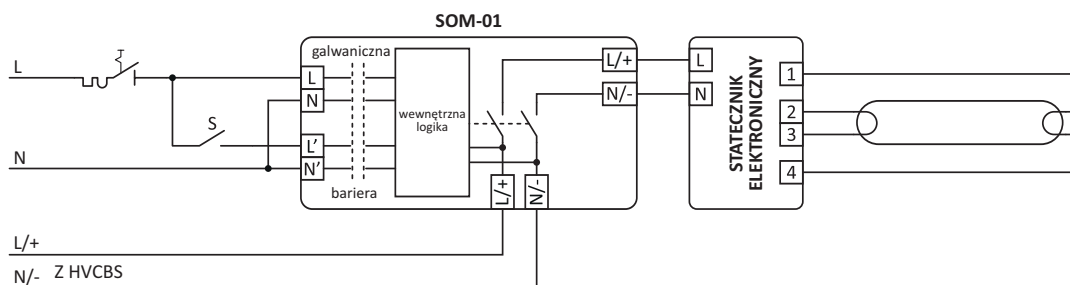 SOM-01
galwaniczna
L/+
L
STATECZNIK
ELEKTRONICZNY
1
L
L
N
N/-
N
2
wewnętrzna
logika
S
3
N
L’
N’
4
bariera
L/+
N/-
L/+
N/- Z HVCBS